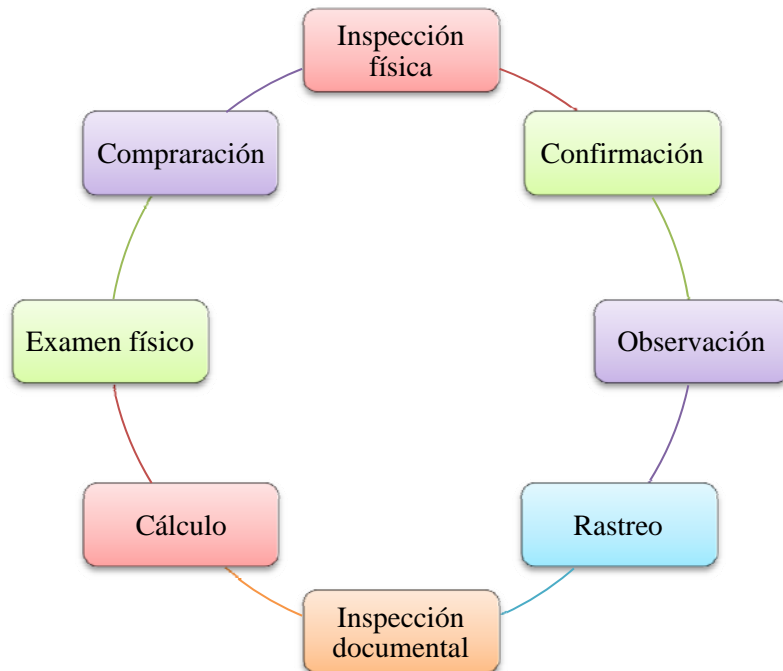 Inspección
física
Compraración
Confirmación
Examen físico
Observación
Cálculo
Rastreo
Inspección
documental